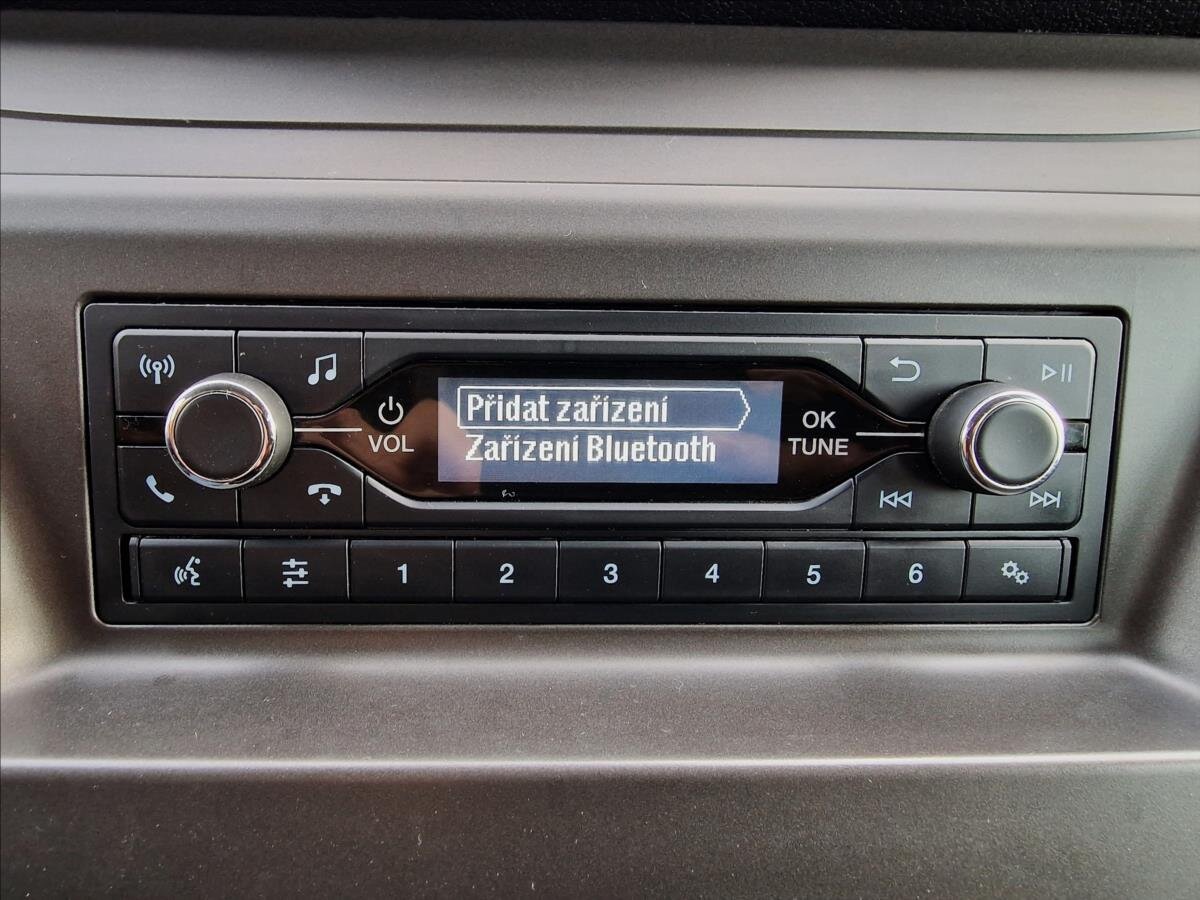 Přidat zařízení
Zařízení Bluetooth
VOL
OK
TUNE
1 2 3 4 5 6